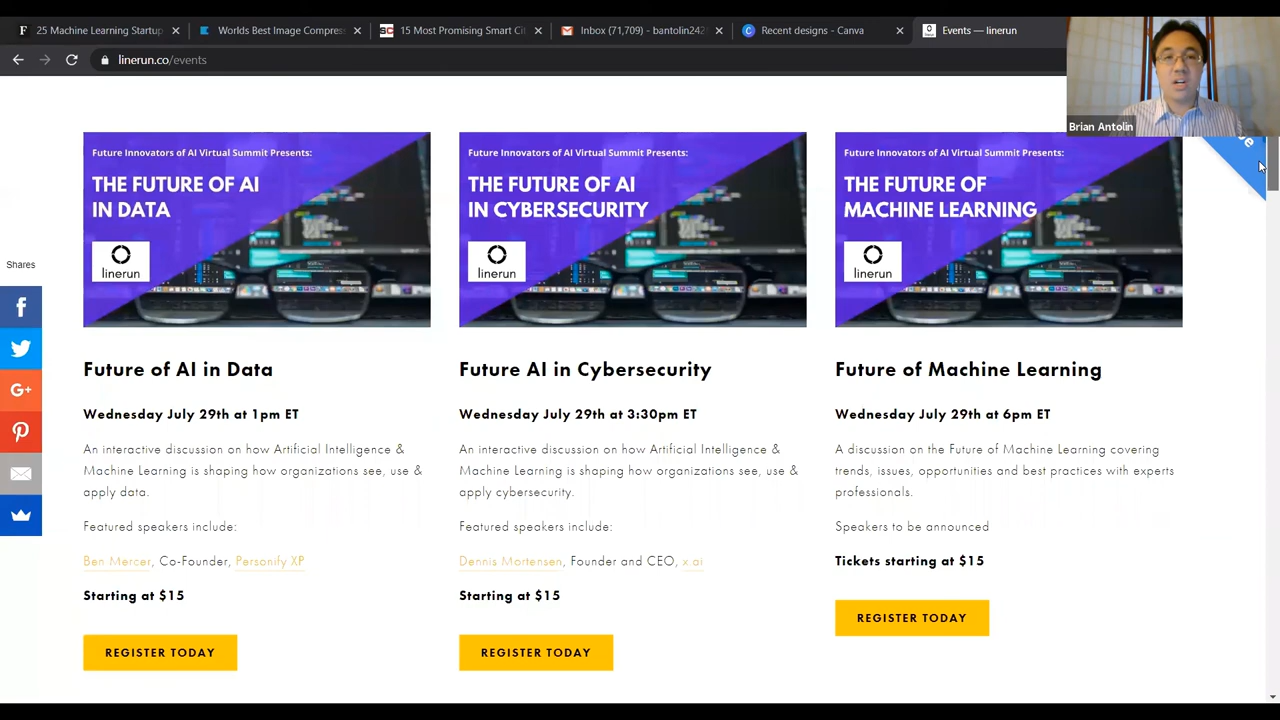 25 Machine Learning Startup
Worlds Best Image Compress
SC
15 Most Promising Smart Cit
Inbox (71,709) - bantolin242
Recent designs - Canva
Events — linerun
linerun.co/events
Brian Antolin
Future Innovators of AI Virtual Summit Presents:
THE FUTURE OF AI
IN DATA
linerun
Future Innovators of AI Virtual Summit Presents:
THE FUTURE OF AI
IN CYBERSECURITY
linerun
Future Innovators of AI Virtual Summit Presents:
THE FUTURE OF
MACHINE LEARNING
linerun
Shares
Future of AI in Data
Wednesday July 29th at 1pm ET
An interactive discussion on how Artificial Intelligence &
Machine Learning is shaping how organizations see, use &
apply data.
Featured speakers include:
Ben Mercer, Co-Founder, Personify XP
Starting at $15
REGISTER TODAY
Future AI in Cybersecurity
Wednesday July 29th at 3:30pm ET
An interactive discussion on how Artificial Intelligence &
Machine Learning is shaping how organizations see, use &
apply cybersecurity.
Featured speakers include:
Dennis Mortensen, Founder and CEO, x.ai
Starting at $15
REGISTER TODAY
Future of Machine Learning
Wednesday July 29th at 6pm ET
A discussion on the Future of Machine Learning covering
trends, issues, opportunities and best practices with experts
professionals.
Speakers to be announced
Tickets starting at $15
REGISTER TODAY